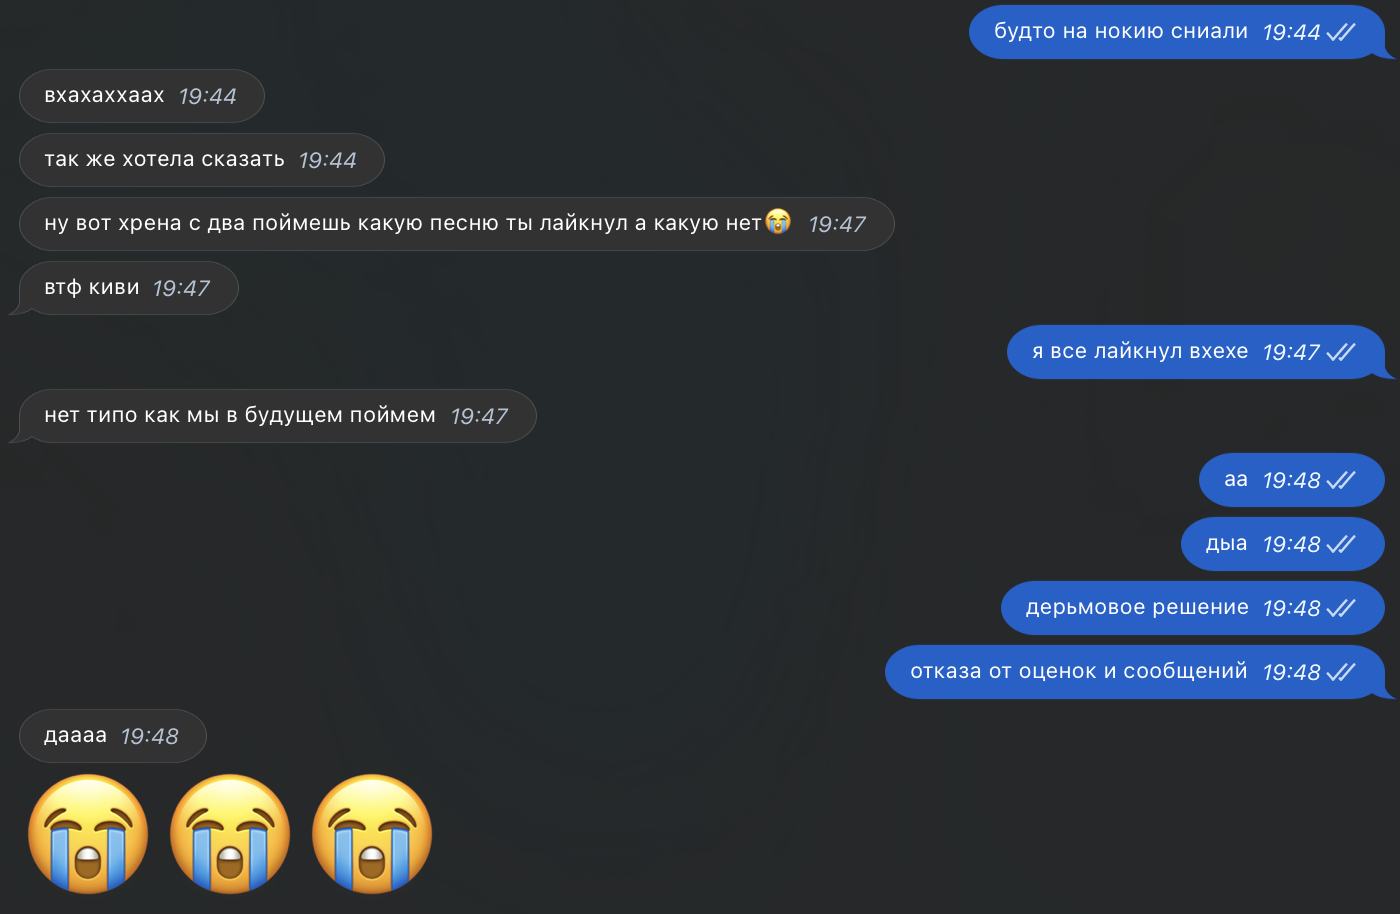 будто на нокию сниали 19:44
вхахаххаах 19:44
так же хотела сказать 19:44
ну вот хрена с два поймешь какую песню ты лайкнул а какую нет😭 19:47
втф киви 19:47
я все лайкнул вхехе 19:47
нет типо как мы в будущем поймем 19:47
аа 19:48
дыа 19:48
дерьмовое решение 19:48
отказа от оценок и сообщений 19:48
даааа 19:48
😭😭😭